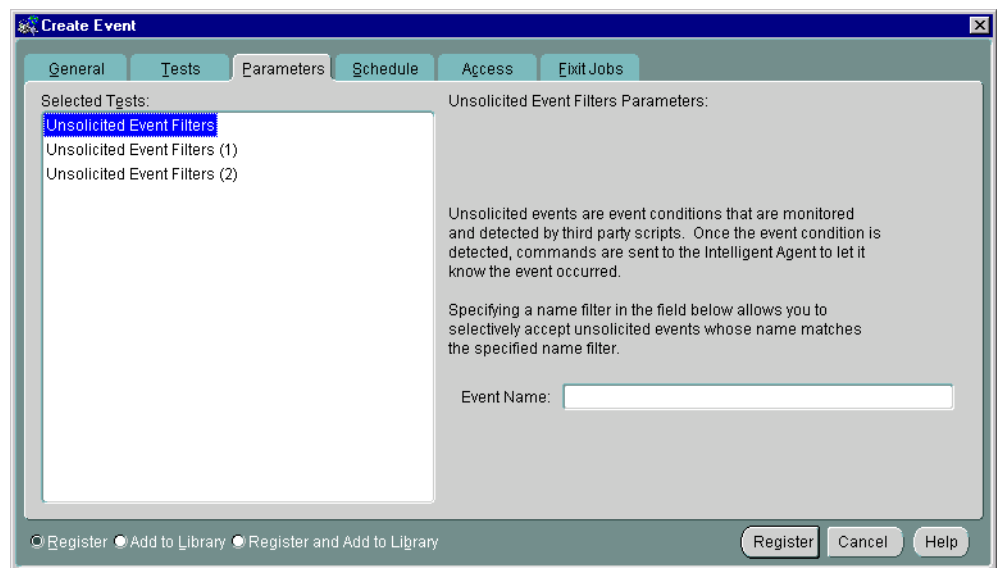 Create Event
General Tests Parameters Schedule Access Fixit Jobs
Selected Tests:
Unsolicited Event Filters
Unsolicited Event Filters (1)
Unsolicited Event Filters (2)
Unsolicited Event Filters Parameters:
Unsolicited events are event conditions that are monitored
and detected by third party scripts. Once the event condition is
detected, commands are sent to the Intelligent Agent to let it
know the event occurred.
Specifying a name filter in the field below allows you to
selectively accept unsolicited events whose name matches
the specified name filter.
Event Name:
Register Add to Library Register and Add to Library
Register Cancel Help